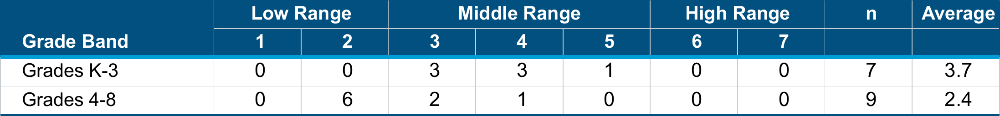 Low Range Middle Range High Range n Average
Grade Band 1 2 3 4 5 6 7
Grades K-3 0 0 3 3 1 0 0 7 3.7
Grades 4-8 0 6 2 1 0 0 0 9 2.4